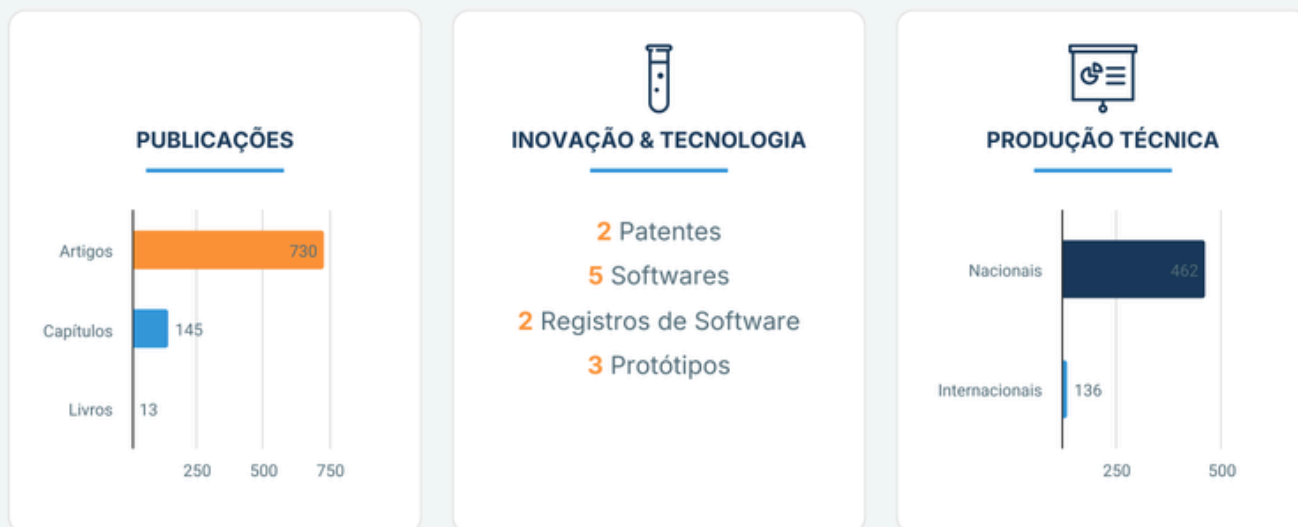 PUBLICAÇÕES
Artigos
730
Capítulos
145
Livros
13
250 500 750
INOVAÇÃO & TECNOLOGIA
2 Patentes
5 Softwares
2 Registros de Software
3 Protótipos
PRODUÇÃO TÉCNICA
Nacionais
462
Internacionais
136
250 500